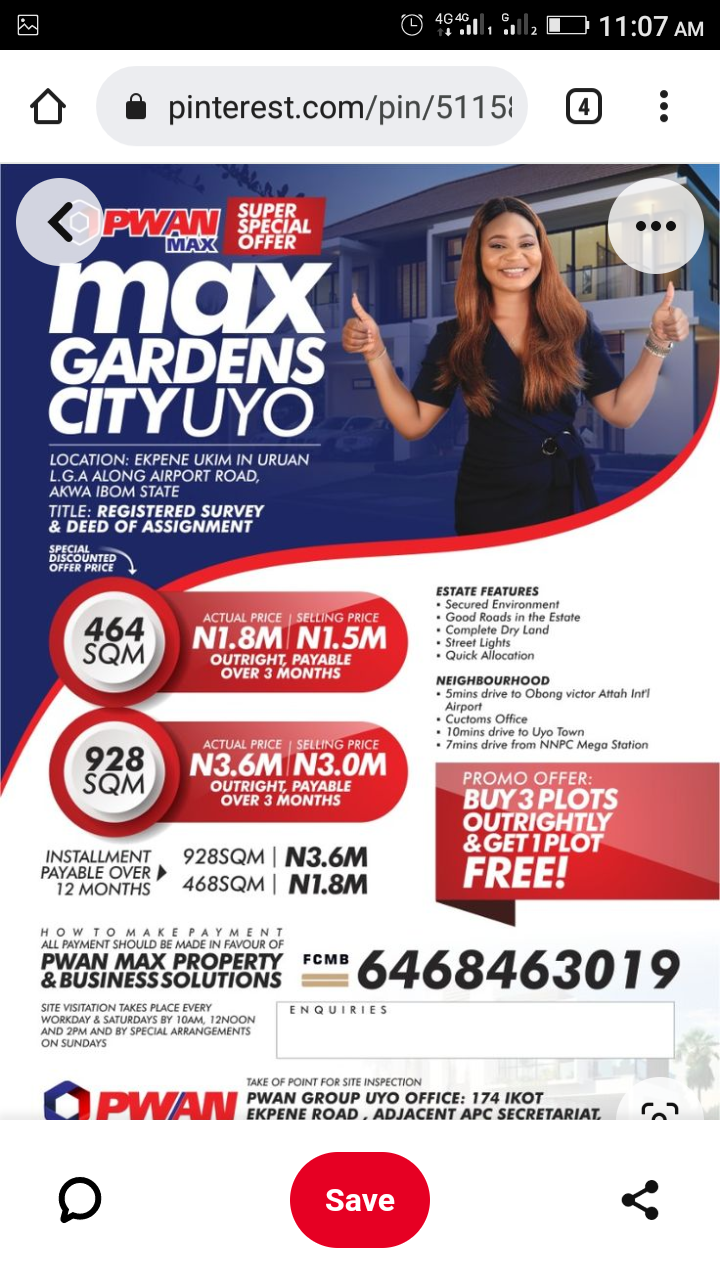 4G 4G 1 G 2 11:07 AM
pinterest.com/pin/5115
4
PWAN
MAX
SUPER
SPECIAL
OFFER
max
GARDENS
CITY UYO
LOCATION: EKPENE UKIM IN URUAN
L.G.A ALONG AIRPORT ROAD,
AKWA IBOM STATE
TITLE: REGISTERED SURVEY
& DEED OF ASSIGNMENT
SPECIAL
DISCOUNTED
OFFER PRICE
464
SQM
ACTUAL PRICE | SELLING PRICE
N1.8M | N1.5M
OUTRIGHT, PAYABLE
OVER 3 MONTHS
928
SQM
ACTUAL PRICE | SELLING PRICE
N3.6M | N3.0M
OUTRIGHT, PAYABLE
OVER 3 MONTHS
INSTALLMENT
PAYABLE OVER
12 MONTHS
928SQM | N3.6M
468SQM | N1.8M
ESTATE FEATURES
• Secured Environment
• Good Roads in the Estate
• Complete Dry Land
• Street Lights
• Quick Allocation
NEIGHBOURHOOD
• 5mins drive to Obong victor Attah Int'l
Airport
• Cuctoms Office
• 10mins drive to Uyo Town
• 7mins drive from NNPC Mega Station
PROMO OFFER:
BUY 3 PLOTS
OUTRIGHTLY
& GET 1 PLOT
FREE!
HOW TO MAKE PAYMENT
ALL PAYMENT SHOULD BE MADE IN FAVOUR OF
PWAN MAX PROPERTY
& BUSINESS SOLUTIONS
FCMB
6468463019
SITE VISITATION TAKES PLACE EVERY
WORKDAY & SATURDAYS BY 10AM, 12NOON
AND 2PM AND BY SPECIAL ARRANGEMENTS
ON SUNDAYS
ENQUIRIES
PWAN
TAKE OF POINT FOR SITE INSPECTION
PWAN GROUP UYO OFFICE: 174 IKOT
EKPENE ROAD , ADJACENT APC SECRETARIAT,
Save